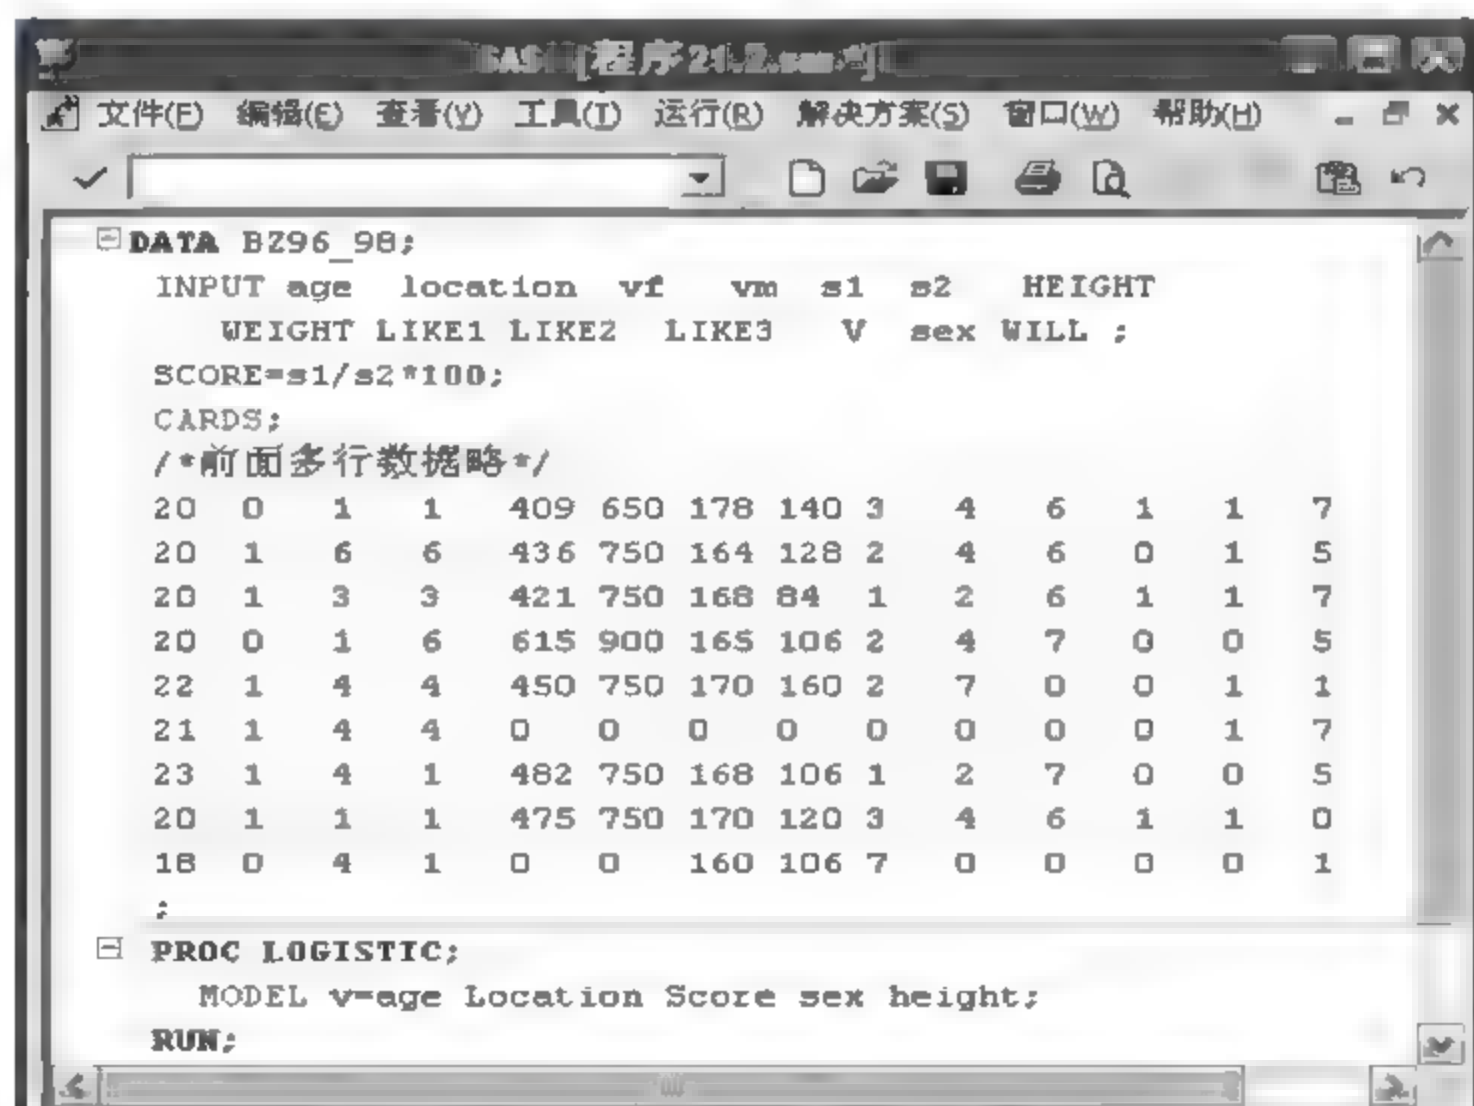 SAS - [程序21.2.sas *]
文件(F) 编辑(E) 查看(V) 工具(T) 运行(R) 解决方案(S) 窗口(W) 帮助(H)
DATA BZ96_98;
INPUT age location vf vm s1 s2 HEIGHT
WEIGHT LIKE1 LIKE2 LIKE3 V sex WILL ;
SCORE=s1/s2*100;
CARDS;
/*前面多行数据略*/
20 0 1 1 409 650 178 140 3 4 6 1 1 7
20 1 6 6 436 750 164 128 2 4 6 0 1 5
20 1 3 3 421 750 168 84 1 2 6 1 1 7
20 0 1 6 615 900 165 106 2 4 7 0 0 5
22 1 4 4 450 750 170 160 2 7 0 0 1 1
21 1 4 4 0 0 0 0 0 0 0 0 1 7
23 1 4 1 482 750 168 106 1 2 7 0 0 5
20 1 1 1 475 750 170 120 3 4 6 1 1 0
18 0 4 1 0 0 160 106 7 0 0 0 0 1
;
PROC LOGISTIC;
MODEL v=age Location Score sex height;
RUN;